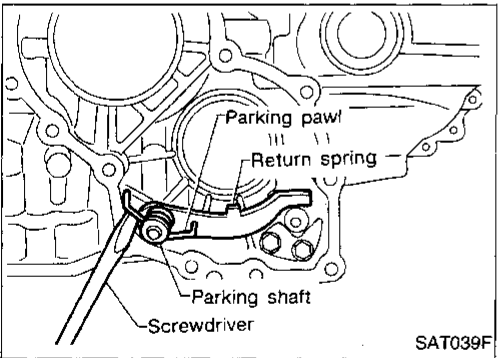 Parking pawl
Return spring
Parking shaft
Screwdriver
SAT039F